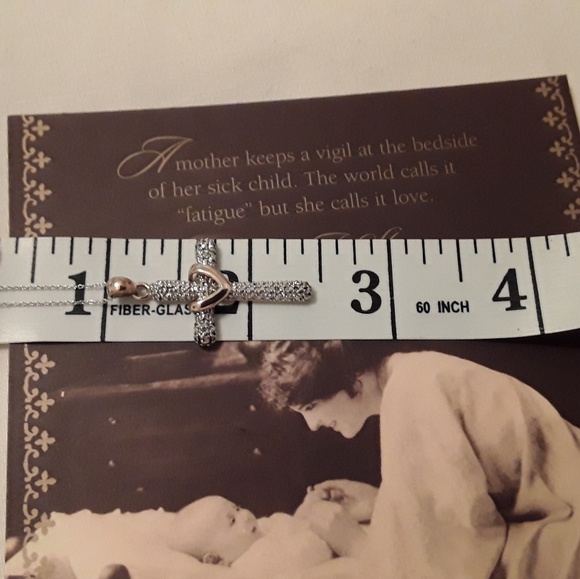 A mother keeps a vigil at the bedside
of her sick child. The world calls it
"fatigue" but she calls it love.
1 2 3 4
FIBER-GLAS
60 INCH